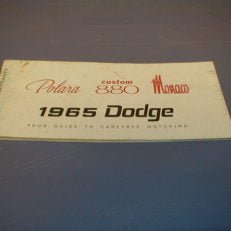 Polara custom 880 Monaco
1965 Dodge
YOUR GUIDE TO CAREFREE MOTORING